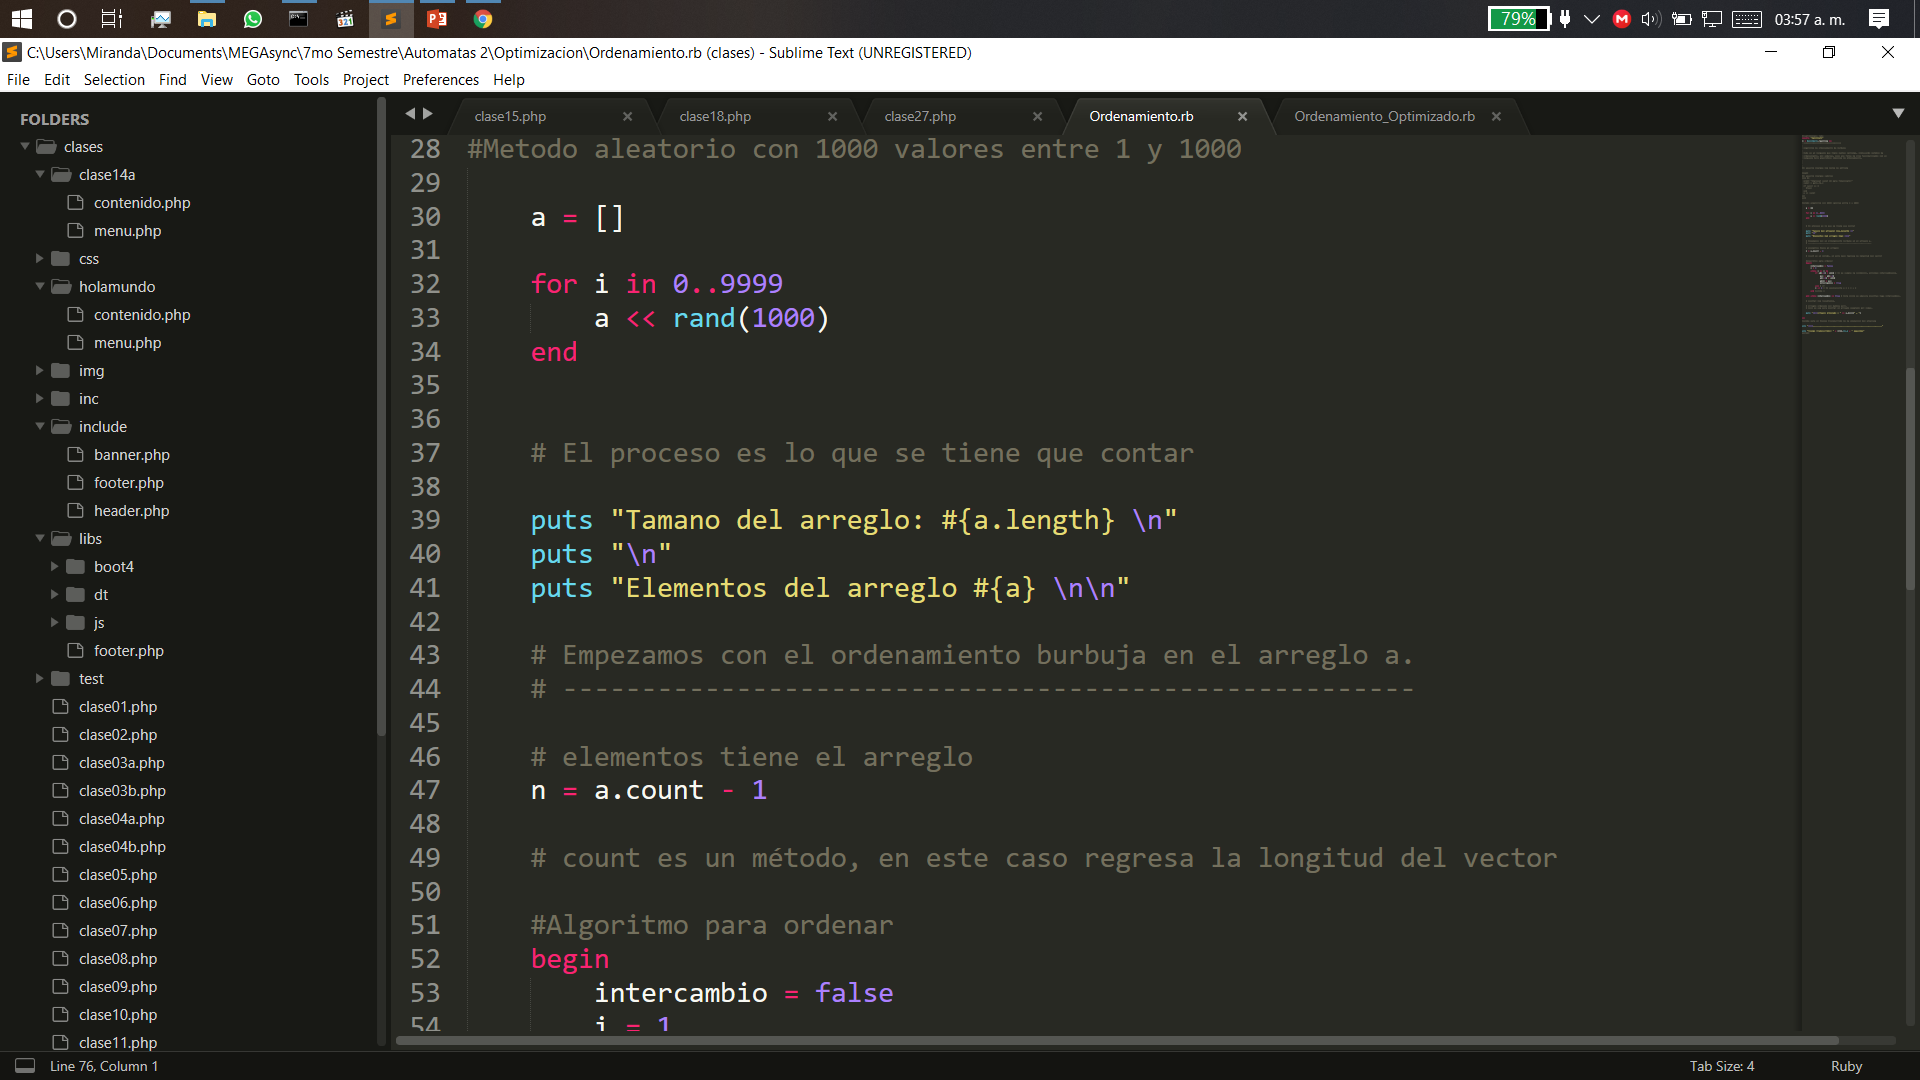 79%
03:57 a. m.
C:\Users\Miranda\Documents\MEGAsync\7mo Semestre\Automatas 2\Optimizacion\Ordenamiento.rb (clases) - Sublime Text (UNREGISTERED)
File Edit Selection Find View Goto Tools Project Preferences Help
FOLDERS
clases
clase14a
contenido.php
menu.php
css
holamundo
contenido.php
menu.php
img
inc
include
banner.php
footer.php
header.php
libs
boot4
dt
js
footer.php
test
clase01.php
clase02.php
clase03a.php
clase03b.php
clase04a.php
clase04b.php
clase05.php
clase06.php
clase07.php
clase08.php
clase09.php
clase10.php
clase11.php
clase15.php × clase18.php × clase27.php × Ordenamiento.rb × Ordenamiento_Optimizado.rb ×
28 #Metodo aleatorio con 1000 valores entre 1 y 1000
29
30 a = []
31
32 for i in 0..9999
33 a << rand(1000)
34 end
35
36
37 # El proceso es lo que se tiene que contar
38
39 puts "Tamano del arreglo: #{a.length} \n"
40 puts "\n"
41 puts "Elementos del arreglo #{a} \n\n"
42
43 # Empezamos con el ordenamiento burbuja en el arreglo a.
44 # ------------------------------------------------------
45
46 # elementos tiene el arreglo
47 n = a.count - 1
48
49 # count es un método, en este caso regresa la longitud del vector
50
51 #Algoritmo para ordenar
52 begin
53 intercambio = false
54 i = 1
Line 76, Column 1
Tab Size: 4
Ruby